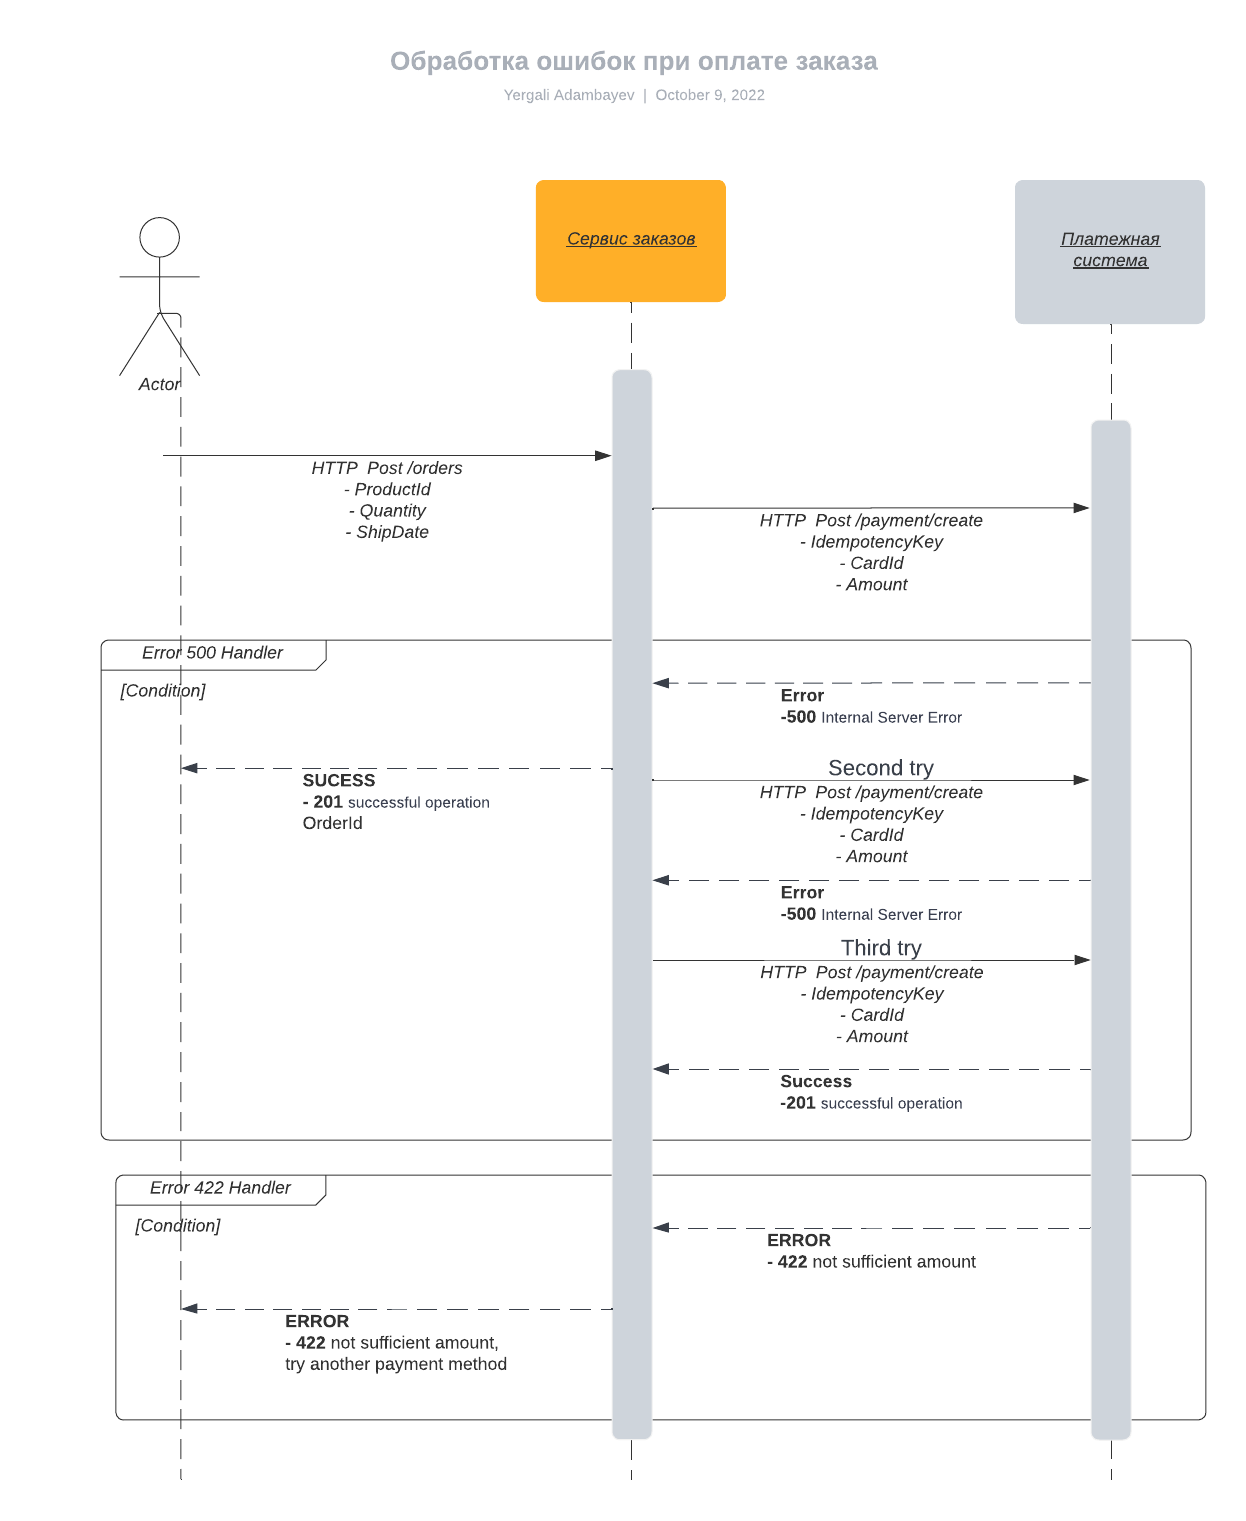 Обработка ошибок при оплате заказа
Yergali Adambayev | October 9, 2022
Сервис заказов
Платежная
система
Actor
HTTP Post /orders
- ProductId
- Quantity
- ShipDate
HTTP Post /payment/create
- IdempotencyKey
- CardId
- Amount
Error 500 Handler
[Condition]
Error
-500 Internal Server Error
SUCESS
- 201 successful operation
OrderId
Second try
HTTP Post /payment/create
- IdempotencyKey
- CardId
- Amount
Error
-500 Internal Server Error
Third try
HTTP Post /payment/create
- IdempotencyKey
- CardId
- Amount
Success
-201 successful operation
Error 422 Handler
[Condition]
ERROR
- 422 not sufficient amount
ERROR
- 422 not sufficient amount,
try another payment method